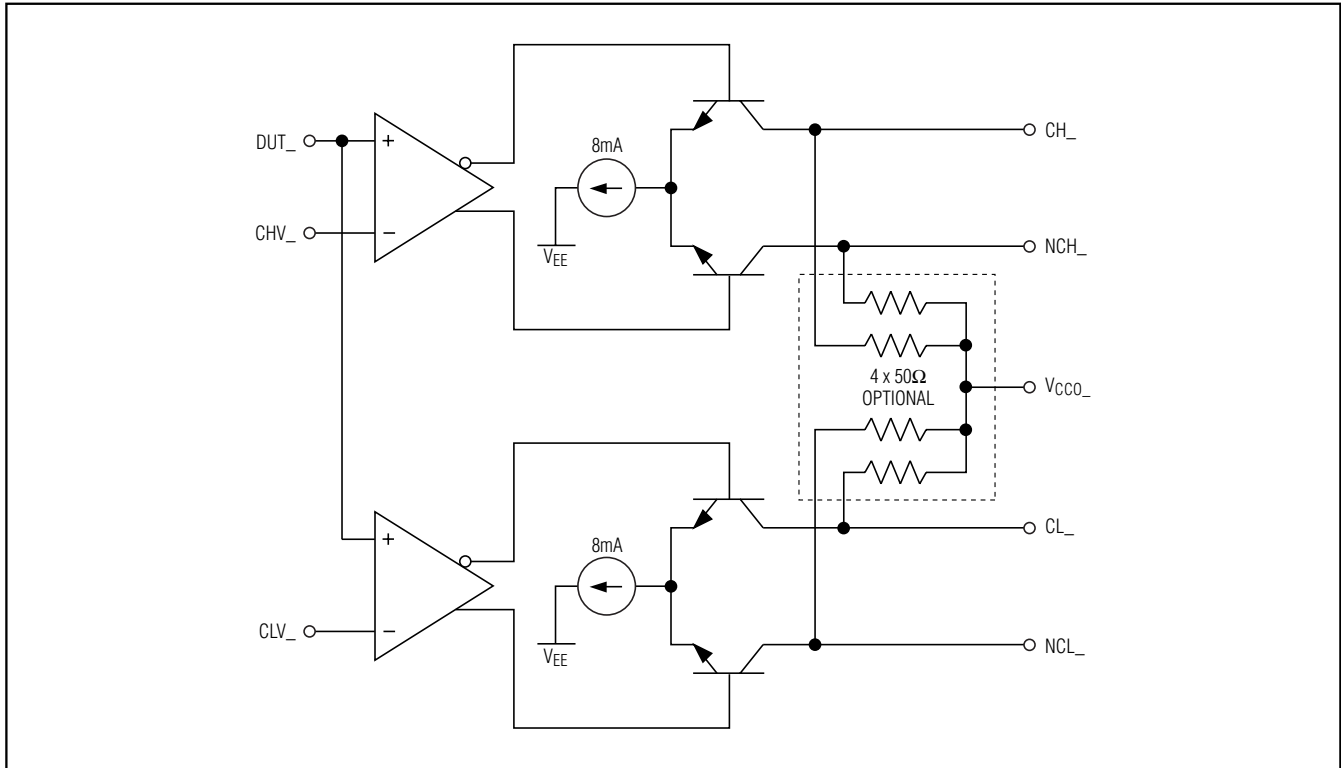 DUT_
+
CHV_
−
8mA
VEE
CH_
NCH_
4 x 50Ω
OPTIONAL
VCCO_
+
CLV_
−
8mA
VEE
CL_
NCL_